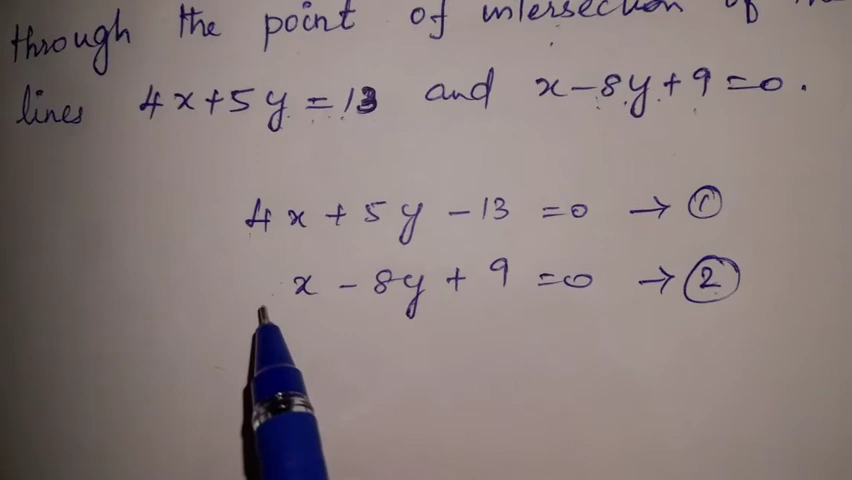 through the point of intersection of
lines 4x+5y=13 and x-8y+9=0.
4x+5y-13=0 → ①
x-8y+9=0 → ②